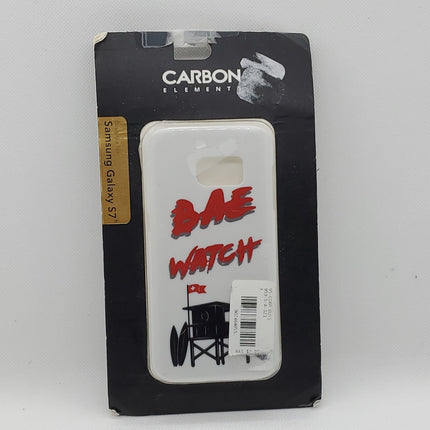 CARBON
ELEMENT
Samsung Galaxy S7
BAE
WATCH